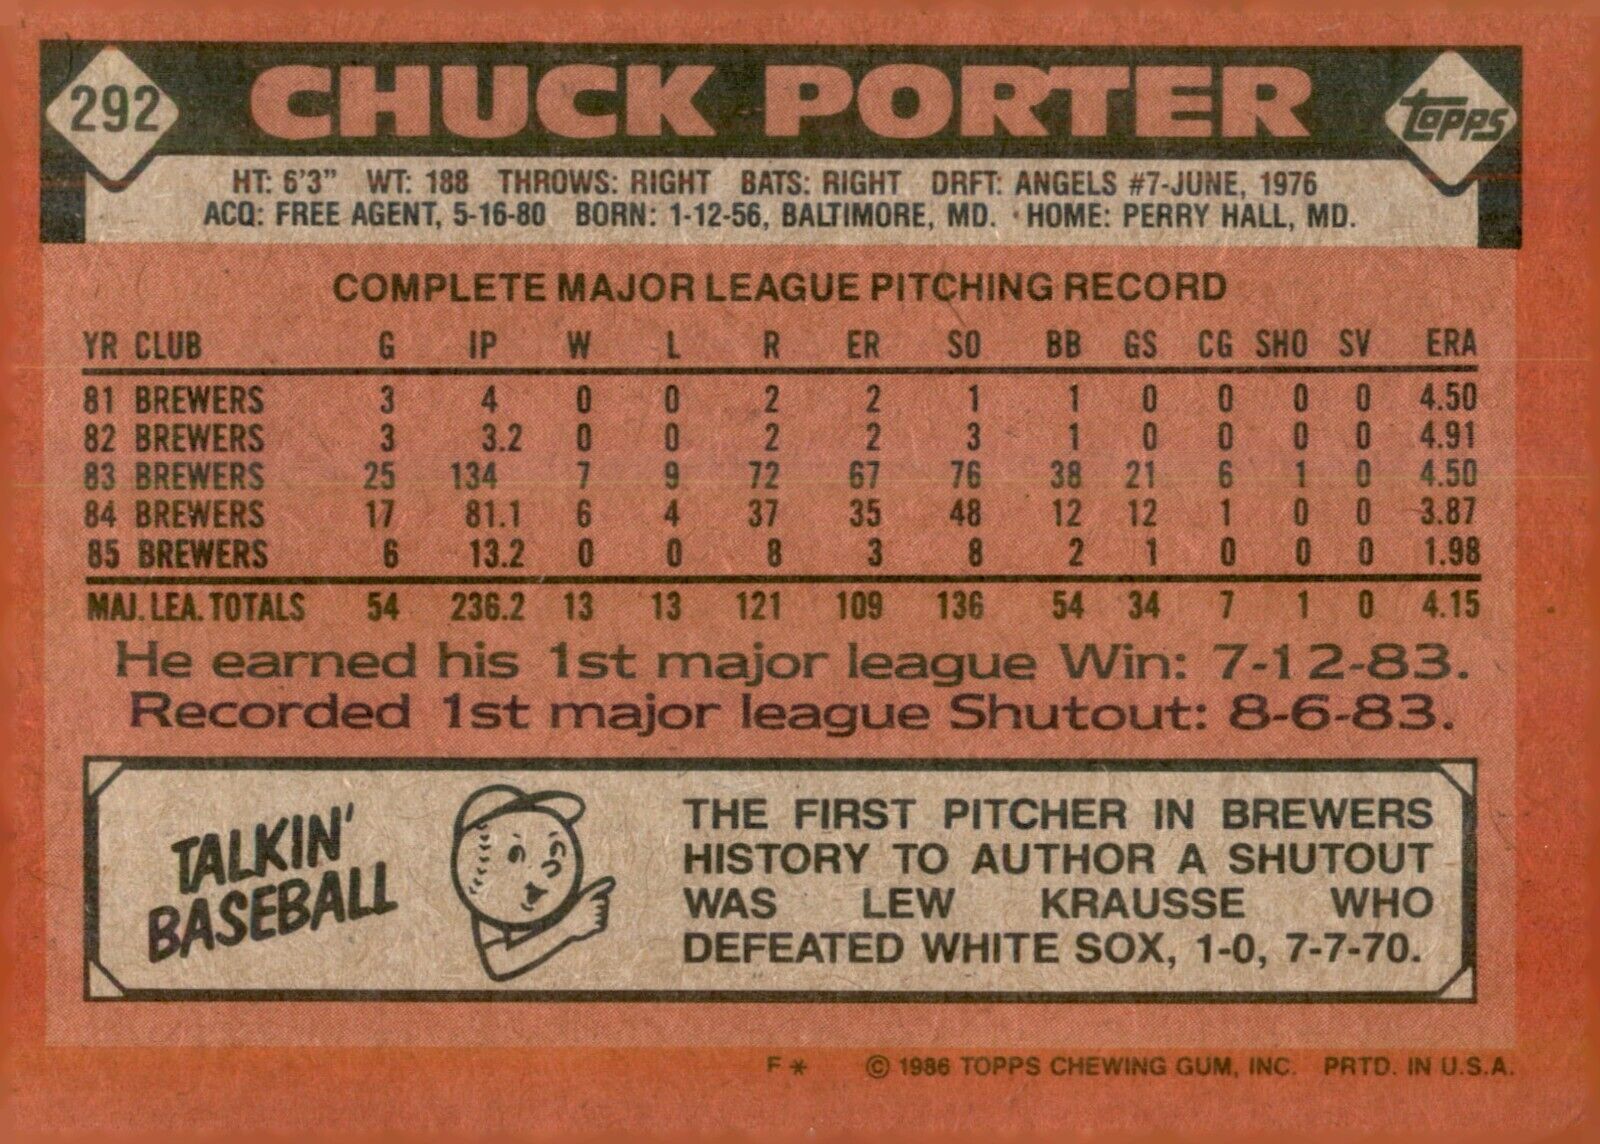 292 CHUCK PORTER TOPPS
HT: 6'3" WT: 188 THROWS: RIGHT BATS: RIGHT DRFT: ANGELS #7-JUNE, 1976
ACQ: FREE AGENT, 5-16-80 BORN: 1-12-56, BALTIMORE, MD. HOME: PERRY HALL, MD.
COMPLETE MAJOR LEAGUE PITCHING RECORD
YR CLUB G IP W L R ER SO BB GS CG SHO SV ERA
81 BREWERS 3 4 0 0 2 2 1 1 0 0 0 0 4.50
82 BREWERS 3 3.2 0 0 2 2 3 1 0 0 0 0 4.91
83 BREWERS 25 134 7 9 72 67 76 38 21 6 1 0 4.50
84 BREWERS 17 81.1 6 4 37 35 48 12 12 1 0 0 3.87
85 BREWERS 6 13.2 0 0 8 3 8 2 1 0 0 0 1.98
MAJ. LEA. TOTALS 54 236.2 13 13 121 109 136 54 34 7 1 0 4.15
He earned his 1st major league Win: 7-12-83.
Recorded 1st major league Shutout: 8-6-83.
TALKIN'
BASEBALL
THE FIRST PITCHER IN BREWERS
HISTORY TO AUTHOR A SHUTOUT
WAS LEW KRAUSSE WHO
DEFEATED WHITE SOX, 1-0, 7-7-70.
F * © 1986 TOPPS CHEWING GUM, INC. PRTD. IN U.S.A.